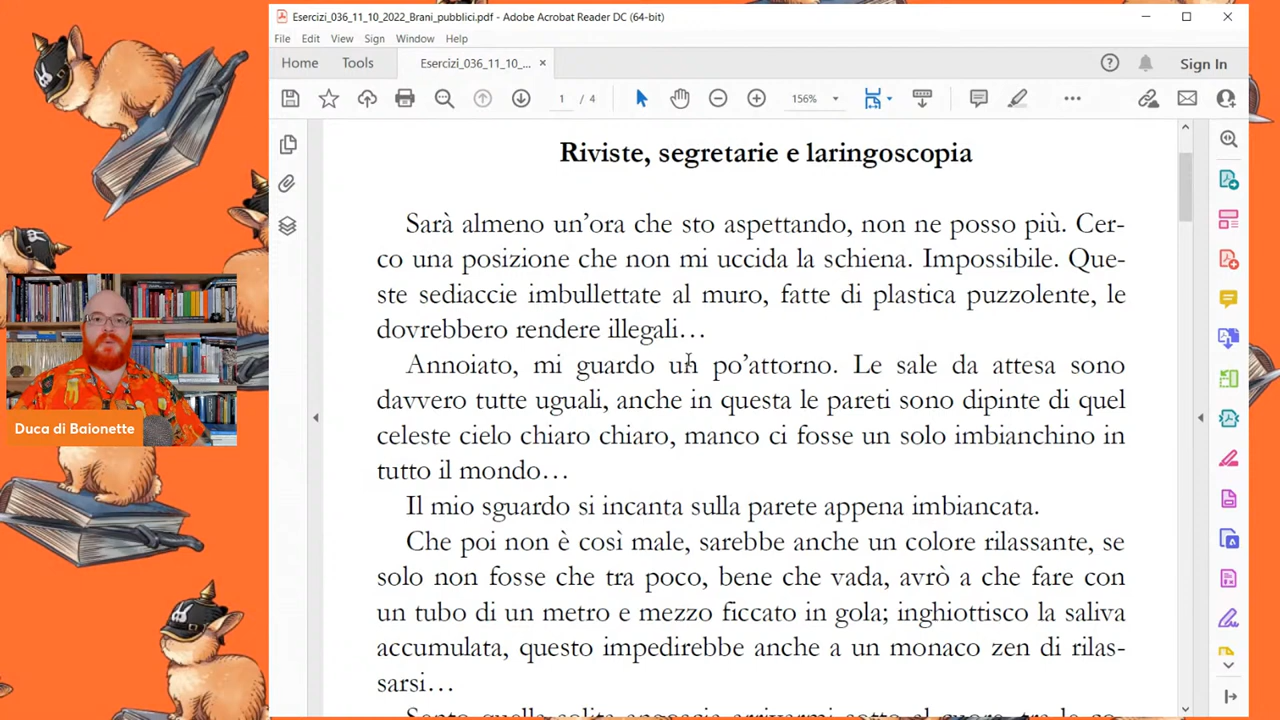 Esercizi_036_11_10_2022_Brani_pubblici.pdf - Adobe Acrobat Reader DC (64-bit)
File Edit View Sign Window Help
Home Tools Esercizi_036_11_10_... × Sign In
1 / 4 156%
Riviste, segretarie e laringoscopia
Sarà almeno un’ora che sto aspettando, non ne posso più. Cer-
co una posizione che non mi uccida la schiena. Impossibile. Que-
ste sediaccie imbullettate al muro, fatte di plastica puzzolente, le
dovrebbero rendere illegali…
Annoiato, mi guardo un po’attorno. Le sale da attesa sono
davvero tutte uguali, anche in questa le pareti sono dipinte di quel
celeste cielo chiaro chiaro, manco ci fosse un solo imbianchino in
tutto il mondo…
Il mio sguardo si incanta sulla parete appena imbiancata.
Che poi non è così male, sarebbe anche un colore rilassante, se
solo non fosse che tra poco, bene che vada, avrò a che fare con
un tubo di un metro e mezzo ficcato in gola; inghiottisco la saliva
accumulata, questo impedirebbe anche a un monaco zen di rilas-
sarsi…
Duca di Baionette